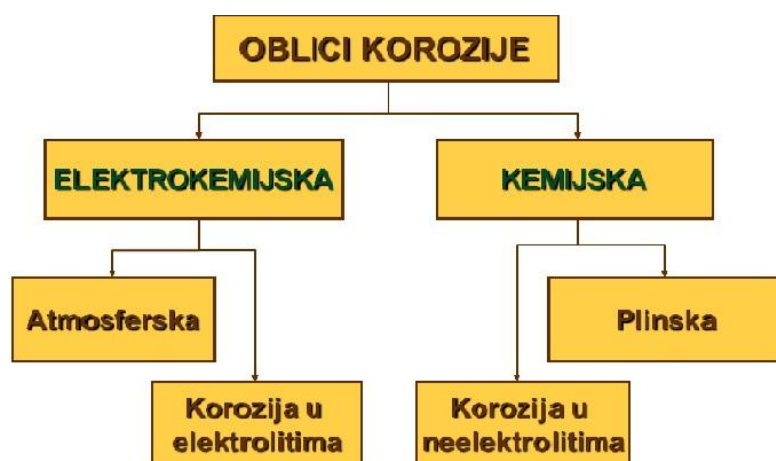 OBLICI KOROZIJE
ELEKTROKEMIJSKA
KEMIJSKA
Atmosferska
Plinska
Korozija u
elektrolitima
Korozija u
neelektrolitima